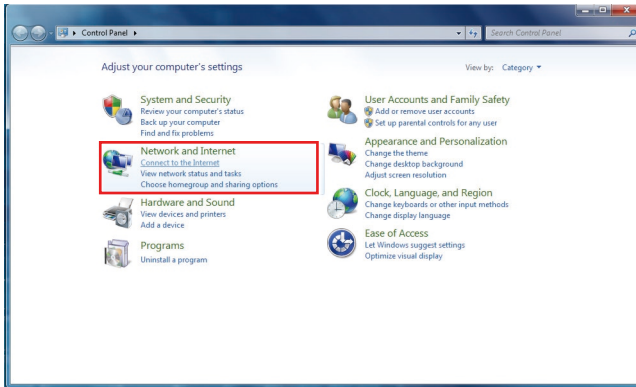 Control Panel
Search Control Panel
Adjust your computer's settings
View by: Category
System and Security
Review your computer's status
Back up your computer
Find and fix problems
Network and Internet
Connect to the Internet
View network status and tasks
Choose homegroup and sharing options
Hardware and Sound
View devices and printers
Add a device
Programs
Uninstall a program
User Accounts and Family Safety
Add or remove user accounts
Set up parental controls for any user
Appearance and Personalization
Change the theme
Change desktop background
Adjust screen resolution
Clock, Language, and Region
Change keyboards or other input methods
Change display language
Ease of Access
Let Windows suggest settings
Optimize visual display